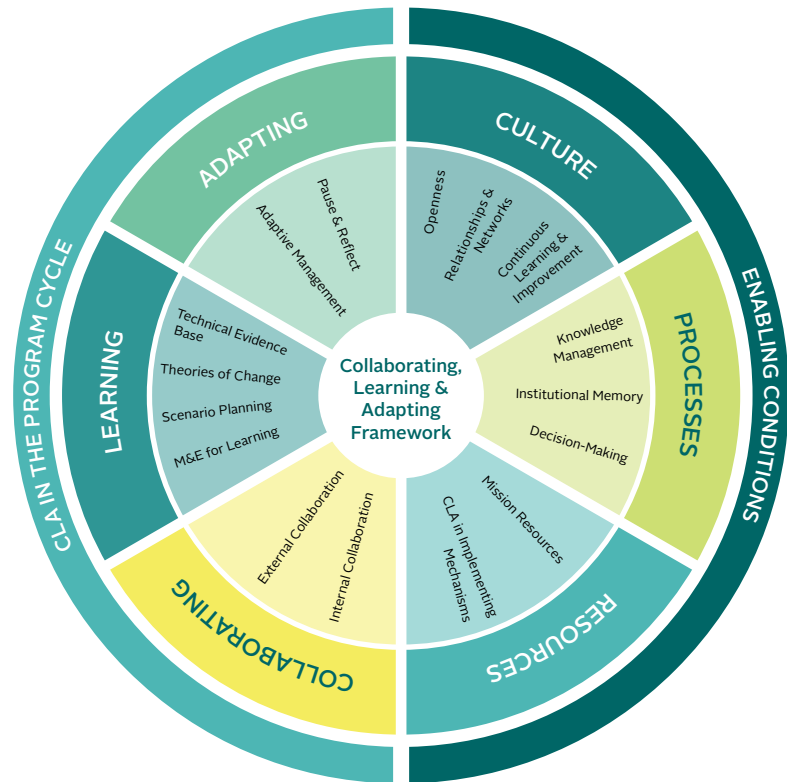 CLA IN THE PROGRAM CYCLE
ENABLING CONDITIONS
ADAPTING
Pause & Reflect
Adaptive Management
CULTURE
Openness
Relationships &
Networks
Continuous
Learning &
Improvement
LEARNING
Technical Evidence
Base
Theories of Change
Scenario Planning
M&E for Learning
Collaborating,
Learning &
Adapting
Framework
PROCESSES
Knowledge
Management
Institutional Memory
Decision-Making
COLLABORATING
External Collaboration
Internal Collaboration
RESOURCES
Mission Resources
CLA in Implementing
Mechanisms